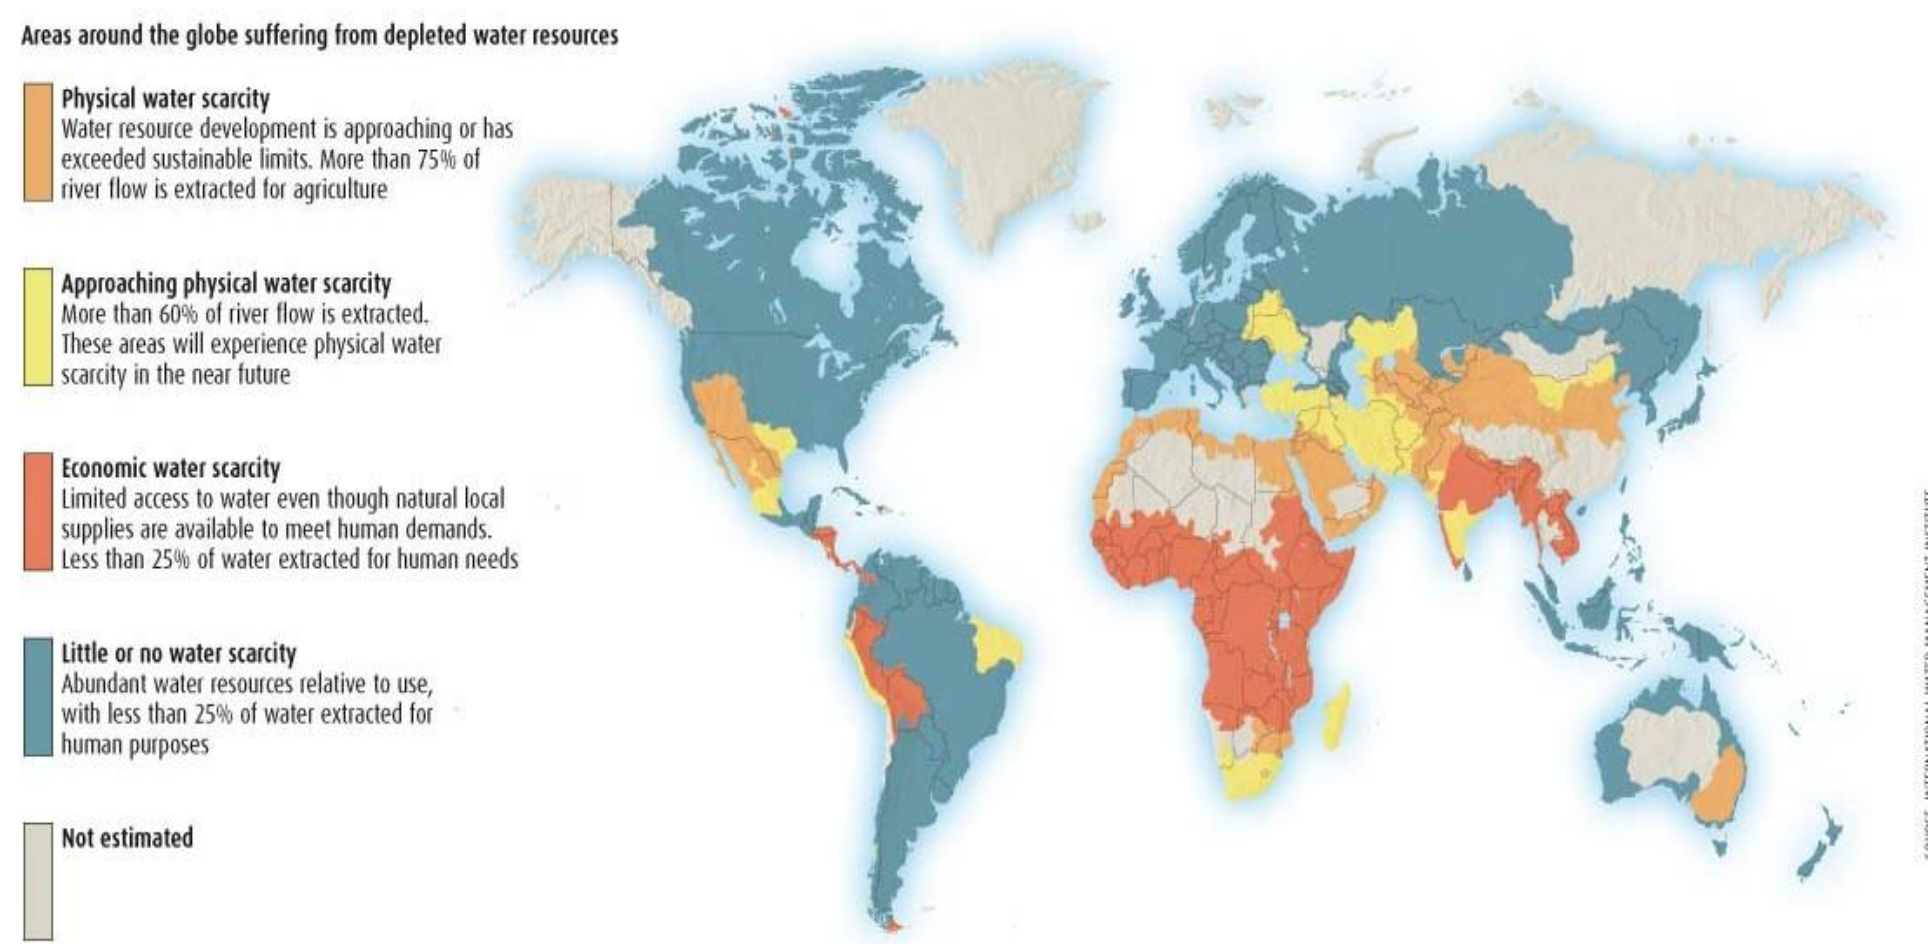 Areas around the globe suffering from depleted water resources
Physical water scarcity
Water resource development is approaching or has
exceeded sustainable limits. More than 75% of
river flow is extracted for agriculture
Approaching physical water scarcity
More than 60% of river flow is extracted.
These areas will experience physical water
scarcity in the near future
Economic water scarcity
Limited access to water even though natural local
supplies are available to meet human demands.
Less than 25% of water extracted for human needs
Little or no water scarcity
Abundant water resources relative to use,
with less than 25% of water extracted for
human purposes
Not estimated